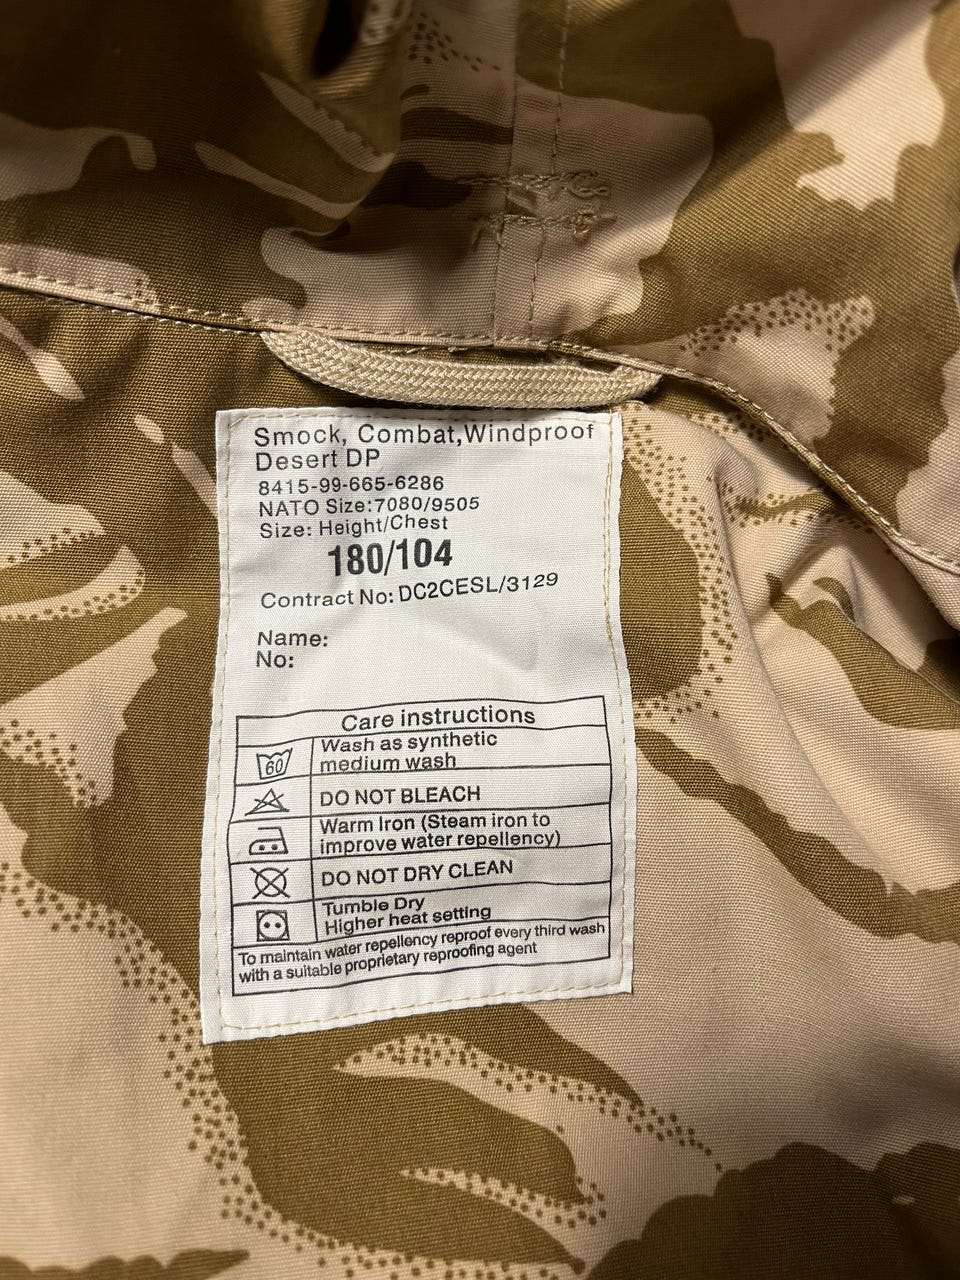 Smock, Combat,Windproof
Desert DP
8415-99-665-6286
NATO Size:7080/9505
Size: Height/Chest
180/104
Contract No: DC2CESL/3129
Name:
No:
Care instructions
60
Wash as synthetic
medium wash
DO NOT BLEACH
Warm Iron (Steam iron to
improve water repellency)
DO NOT DRY CLEAN
Tumble Dry
Higher heat setting
To maintain water repellency reproof every third wash
with a suitable proprietary reproofing agent